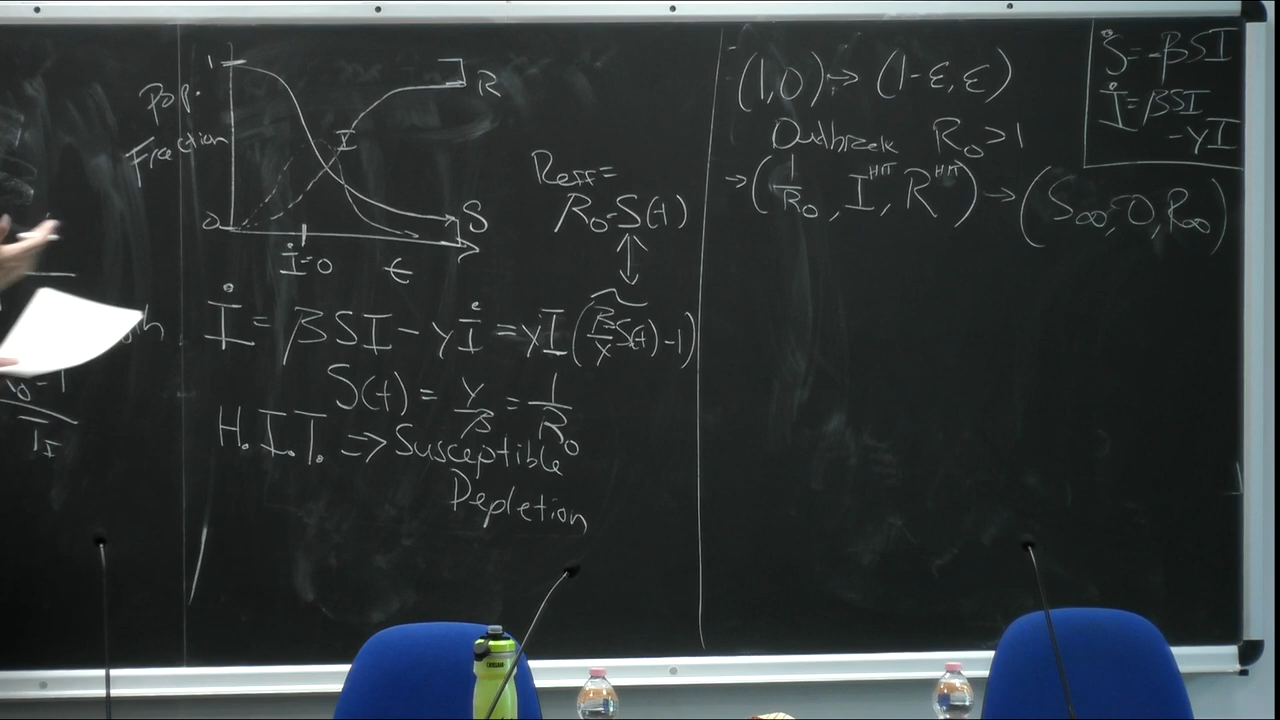 1
Pop.
Fraction
0
R
I
S
İ=0
t
Reff=
R₀·S(t)
İ = βSI - γİ = γI(β/γ S(t) - 1)
S(t) = γ/β = 1/R₀
H.I.T. => Susceptible
Depletion
(1,0) → (1-ε, ε)
Outbreak R₀>1
→ (1/R₀, I^HIT, R^HIT) → (S∞, 0, R∞)
Ṡ=-βSI
İ=βSI
-γI